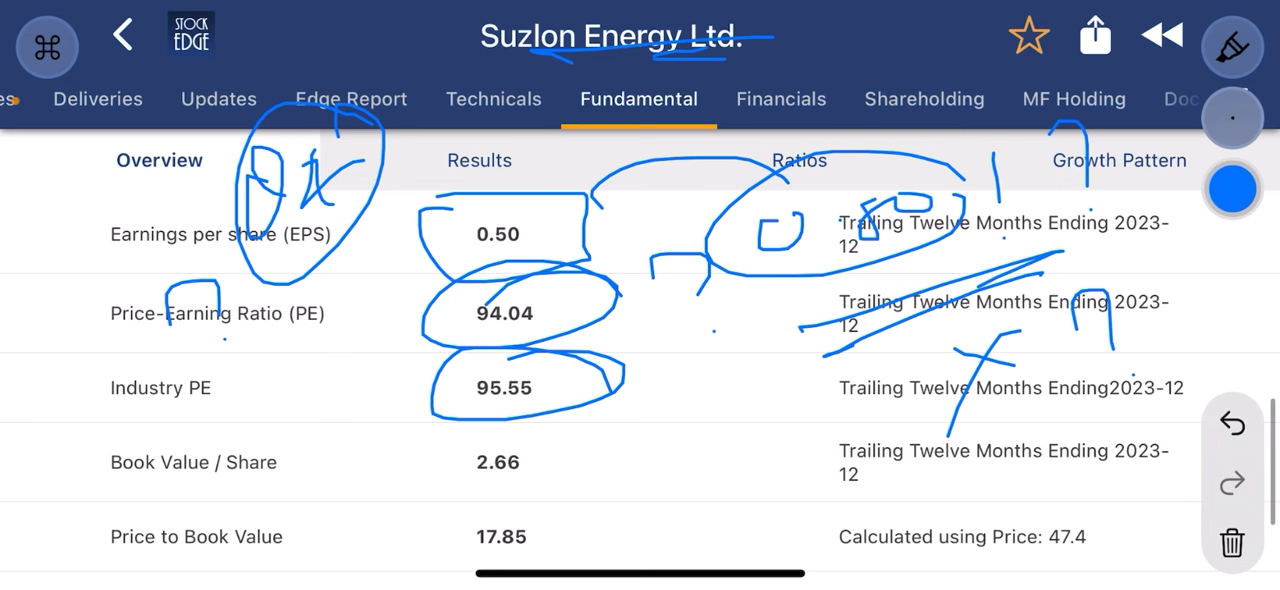 STOCK
EDGE
Suzlon Energy Ltd.
es Deliveries Updates Edge Report Technicals Fundamental Financials Shareholding MF Holding Doc
Overview Results Ratios Growth Pattern
Earnings per share (EPS) 0.50 Trailing Twelve Months Ending 2023-
12
Price-Earning Ratio (PE) 94.04 Trailing Twelve Months Ending 2023-
12
Industry PE 95.55 Trailing Twelve Months Ending2023-12
Book Value / Share 2.66 Trailing Twelve Months Ending 2023-
12
Price to Book Value 17.85 Calculated using Price: 47.4